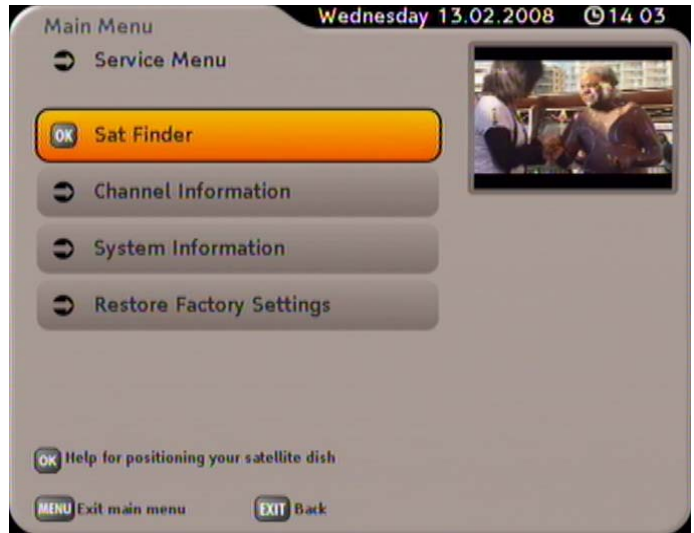 Main Menu
Wednesday 13.02.2008 14 03
Service Menu
OK Sat Finder
Channel Information
System Information
Restore Factory Settings
OK Help for positioning your satellite dish
MENU Exit main menu EXIT Back